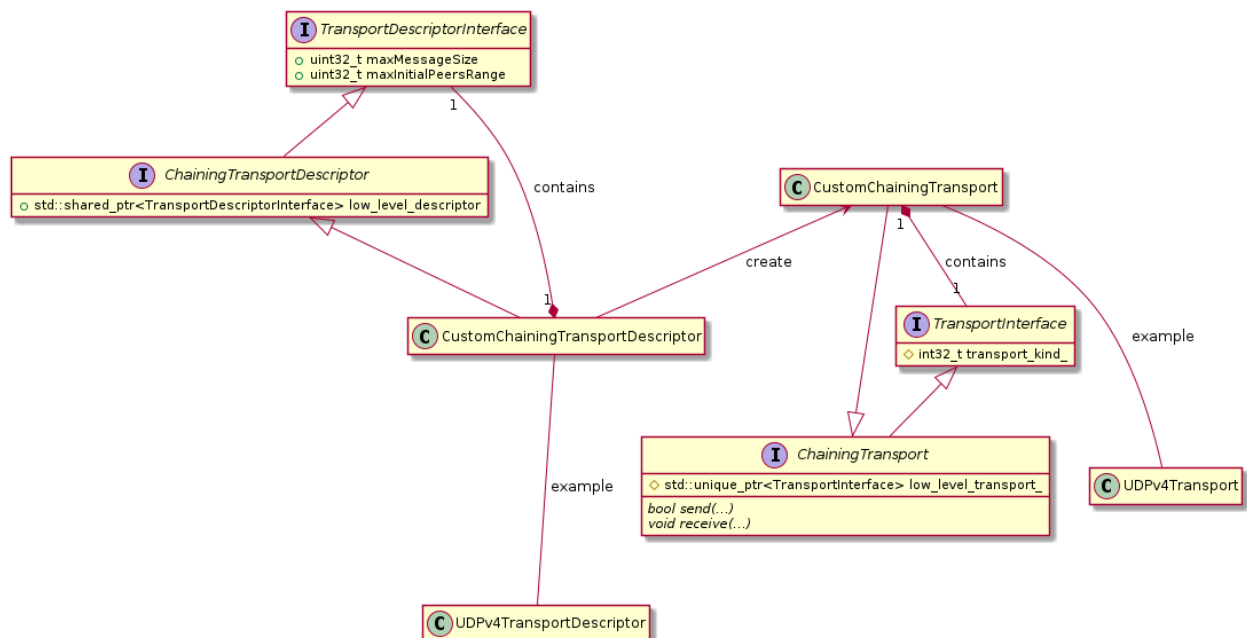 I TransportDescriptorInterface
uint32_t maxMessageSize
uint32_t maxInitialPeersRange
1
I ChainingTransportDescriptor
std::shared_ptr<TransportDescriptorInterface> low_level_descriptor
contains
C CustomChainingTransport
1
create
contains
1
1
C CustomChainingTransportDescriptor
I TransportInterface
int32_t transport_kind_
example
I ChainingTransport
std::unique_ptr<TransportInterface> low_level_transport_
bool send(...)
void receive(...)
example
C UDPv4Transport
C UDPv4TransportDescriptor